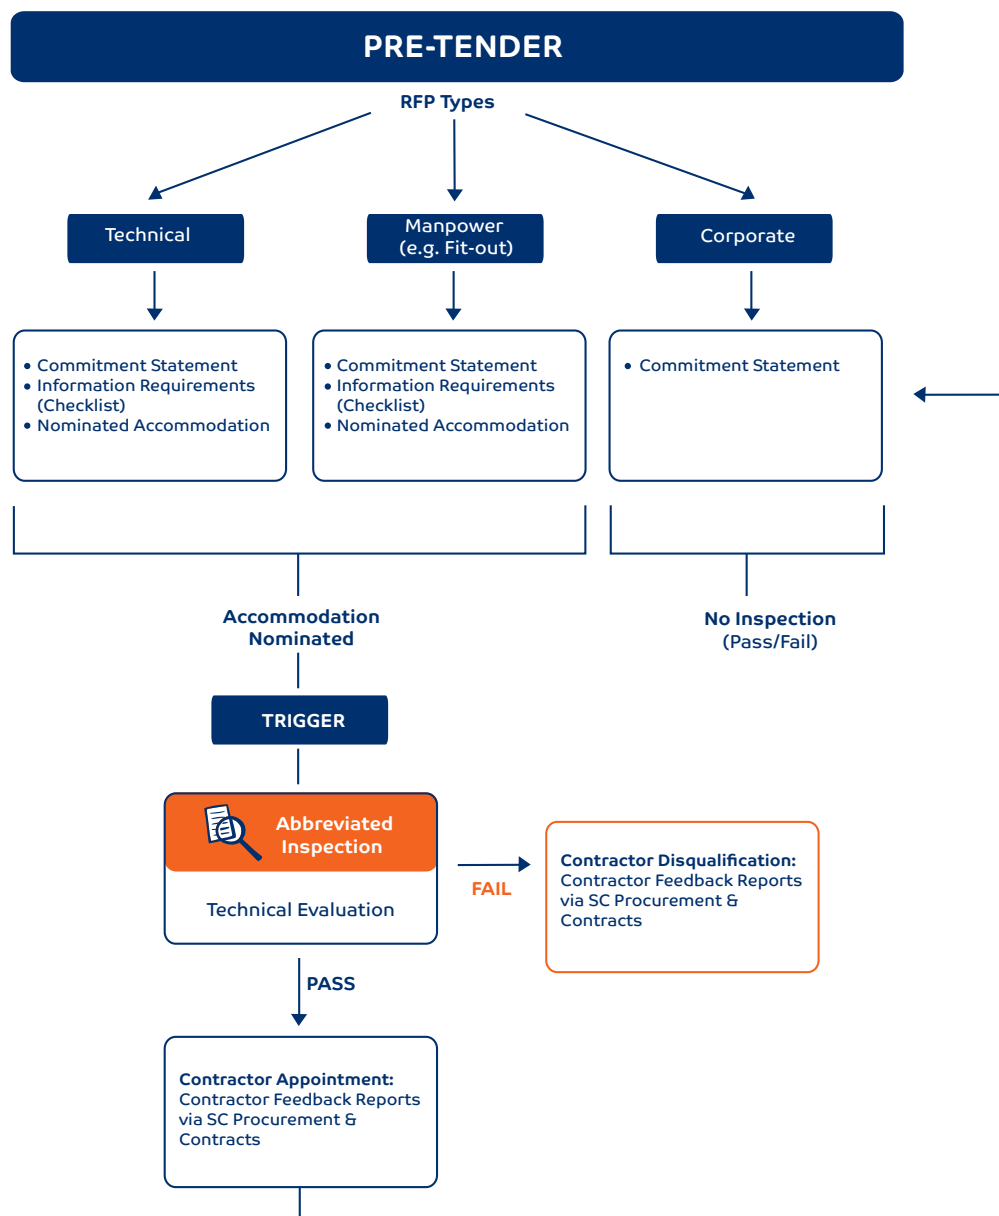 PRE-TENDER
RFP Types
Technical
Manpower
(e.g. Fit-out)
Corporate
• Commitment Statement
• Information Requirements
(Checklist)
• Nominated Accommodation
• Commitment Statement
• Information Requirements
(Checklist)
• Nominated Accommodation
• Commitment Statement
Accommodation
Nominated
No Inspection
(Pass/Fail)
TRIGGER
Abbreviated
Inspection
Technical Evaluation
FAIL
Contractor Disqualification:
Contractor Feedback Reports
via SC Procurement &
Contracts
PASS
Contractor Appointment:
Contractor Feedback Reports
via SC Procurement &
Contracts